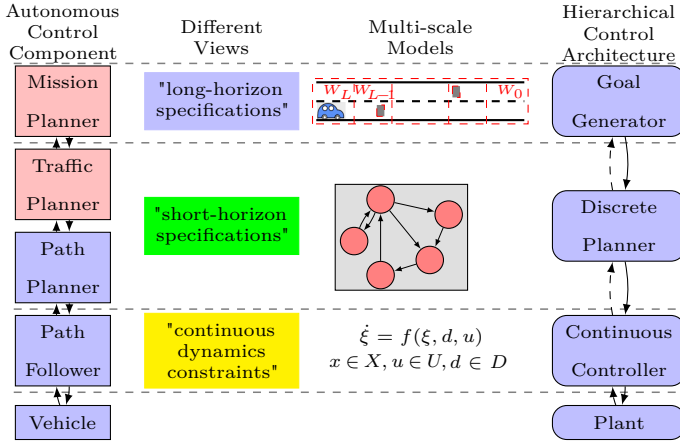 Autonomous
Control
Component
Different
Views
Multi-scale
Models
Hierarchical
Control
Architecture
Mission
Planner
"long-horizon
specifications"
W_L W_{L-1} W_0
Goal
Generator
Traffic
Planner
"short-horizon
specifications"
Discrete
Planner
Path
Planner
Path
Follower
"continuous
dynamics
constraints"
ξ̇ = f(ξ, d, u)
x ∈ X, u ∈ U, d ∈ D
Continuous
Controller
Vehicle
Plant